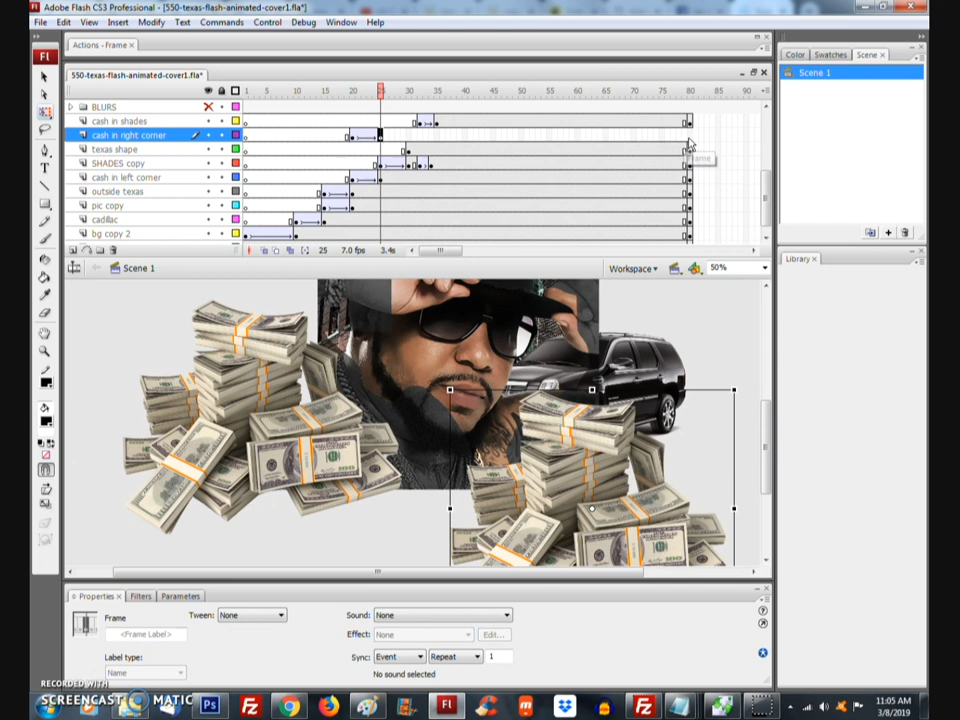 Adobe Flash CS3 Professional - [550-texas-flash-animated-cover1.fla*]
File Edit View Insert Modify Text Commands Control Debug Window Help
Actions - Frame ×
550-texas-flash-animated-cover1.fla*
1 5 10 15 20 25 30 35 40 45 50 55 60 65 70 75 80 85 90
BLURS
cash in shades
cash in right corner
texas shape
SHADES copy
cash in left corner
outside texas
pic copy
cadillac
bg copy 2
25 7.0 fps 3.4s
Scene 1
Workspace
50%
Fl
Color Swatches Scene ×
Scene 1
Library ×
Properties × Filters Parameters
Frame
<Frame Label>
Label type:
Name
Tween: None
Sound: None
Effect: None Edit...
Sync: Event Repeat 1
No sound selected
RECORDED WITH
SCREENCAST MATIC
Ps
Fz
Fl
Fz
11:05 AM
3/8/2019